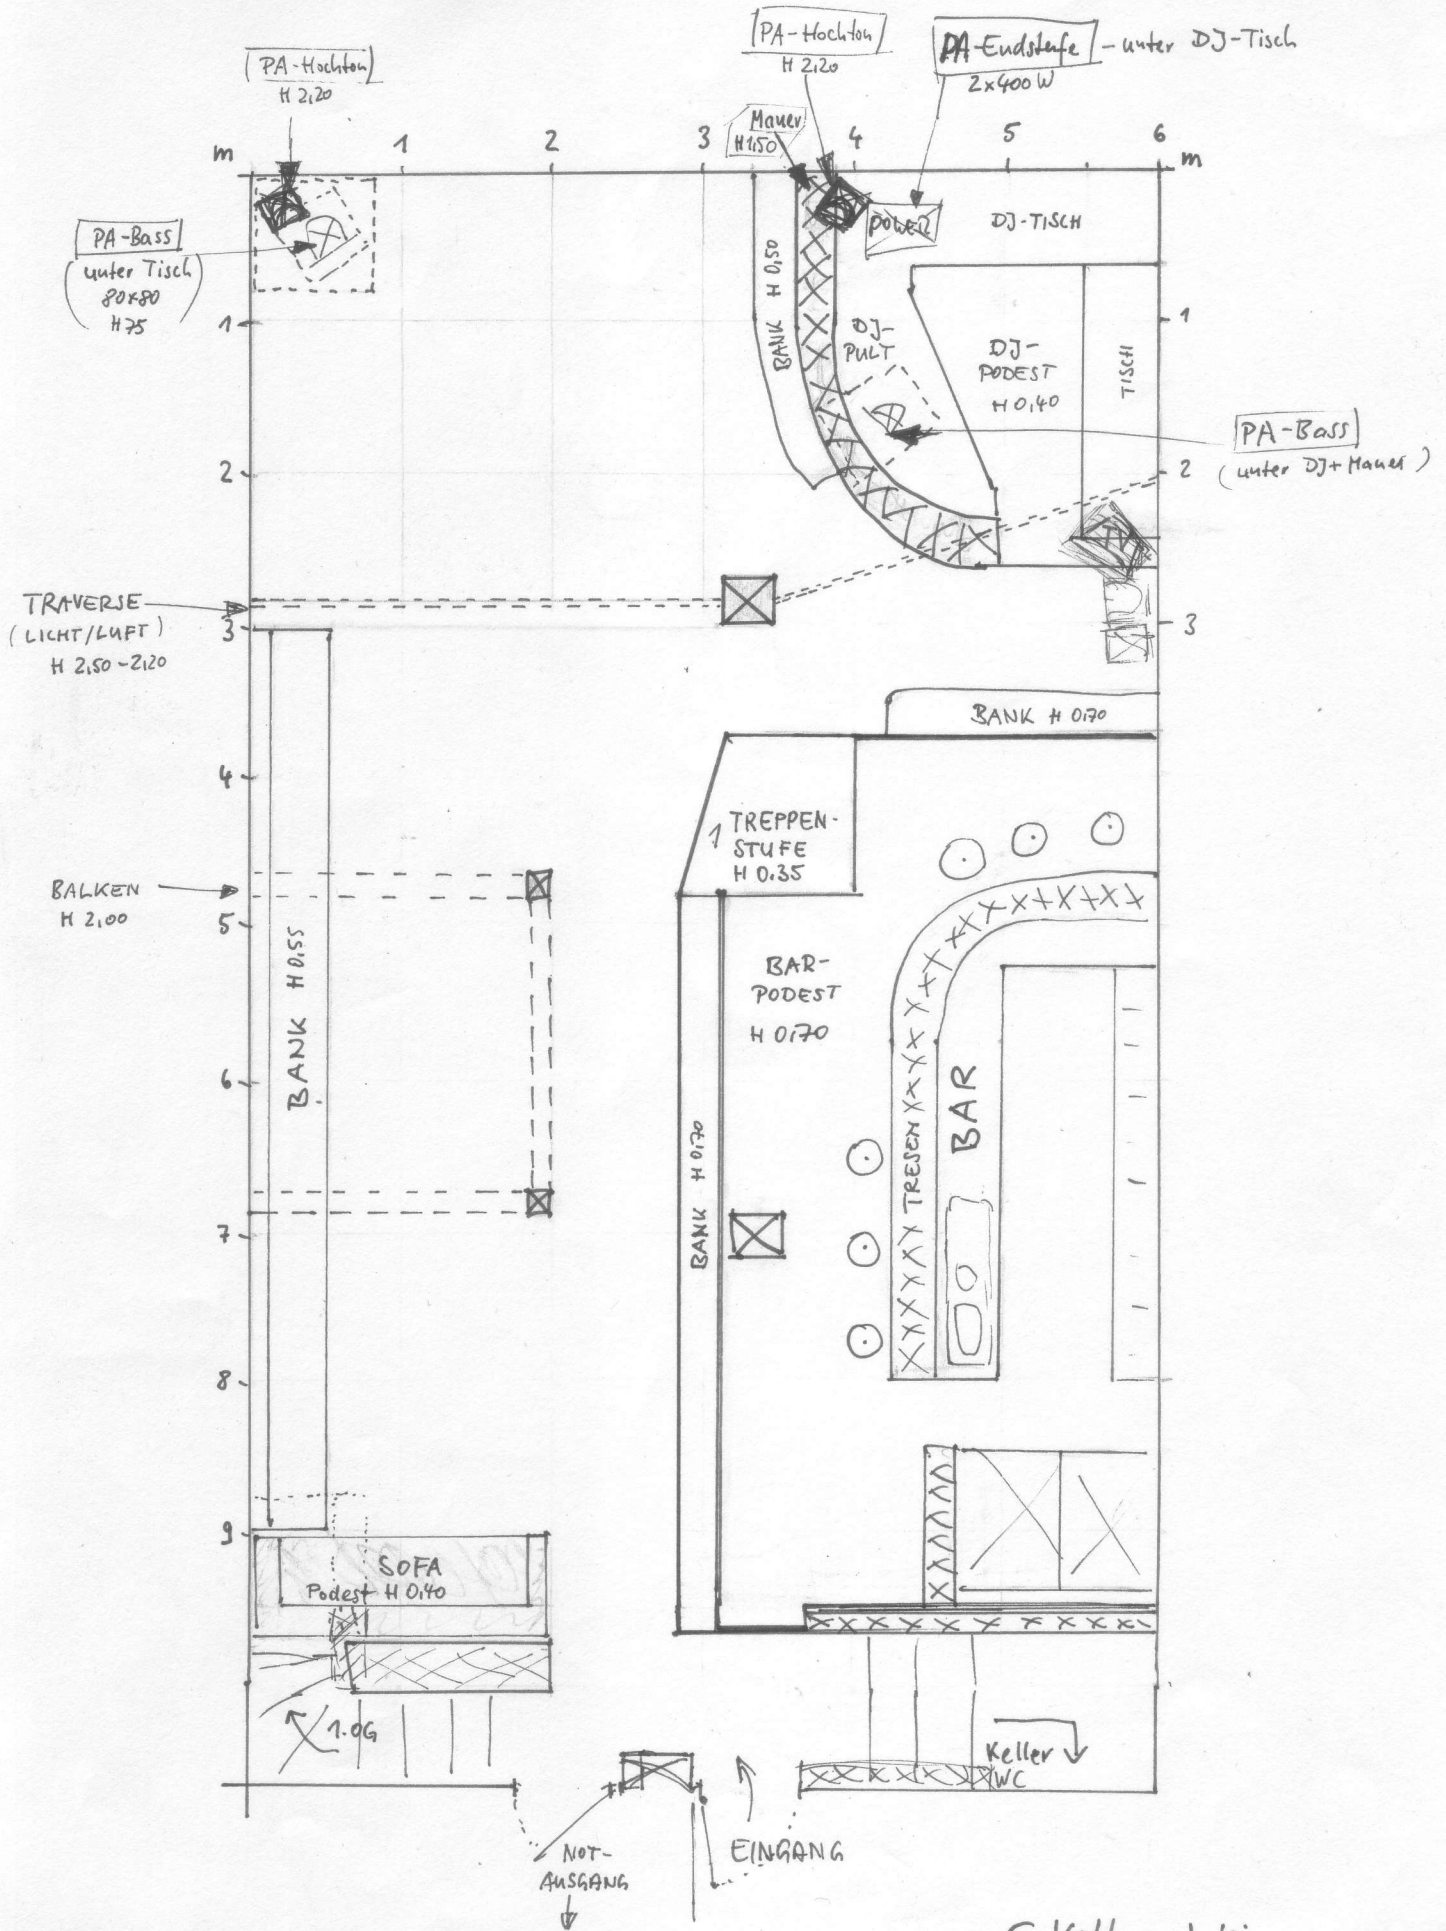 PA-Hochton
H 2,20
PA-Hochton
H 2,20
PA-Endstufe - unter DJ-Tisch
2x400W
Mauer
H 1,50
m 1 2 3 4 5 6 m
PA-Bass
(unter Tisch)
80x80
H 75
POWER
DJ-TISCH
BANK H 0,50
1
1
DJ-
PULT
DJ-
PODEST
H 0,40
TISCH
PA-Bass
(unter DJ+Mauer)
2
2
TV
TRAVERSE
(LICHT/LUFT)
H 2,50-2,20
3
3
BANK H 0,70
4
1 TREPPEN-
STUFE
H 0.35
BALKEN
H 2,00
5
BANK H 0,55
BAR-
PODEST
H 0,70
6
BAR
TRESEN
BANK H 0,70
7
8
9
SOFA
Podest H 0,40
1.OG
Keller
WC
NOT-
AUSGANG
EINGANG